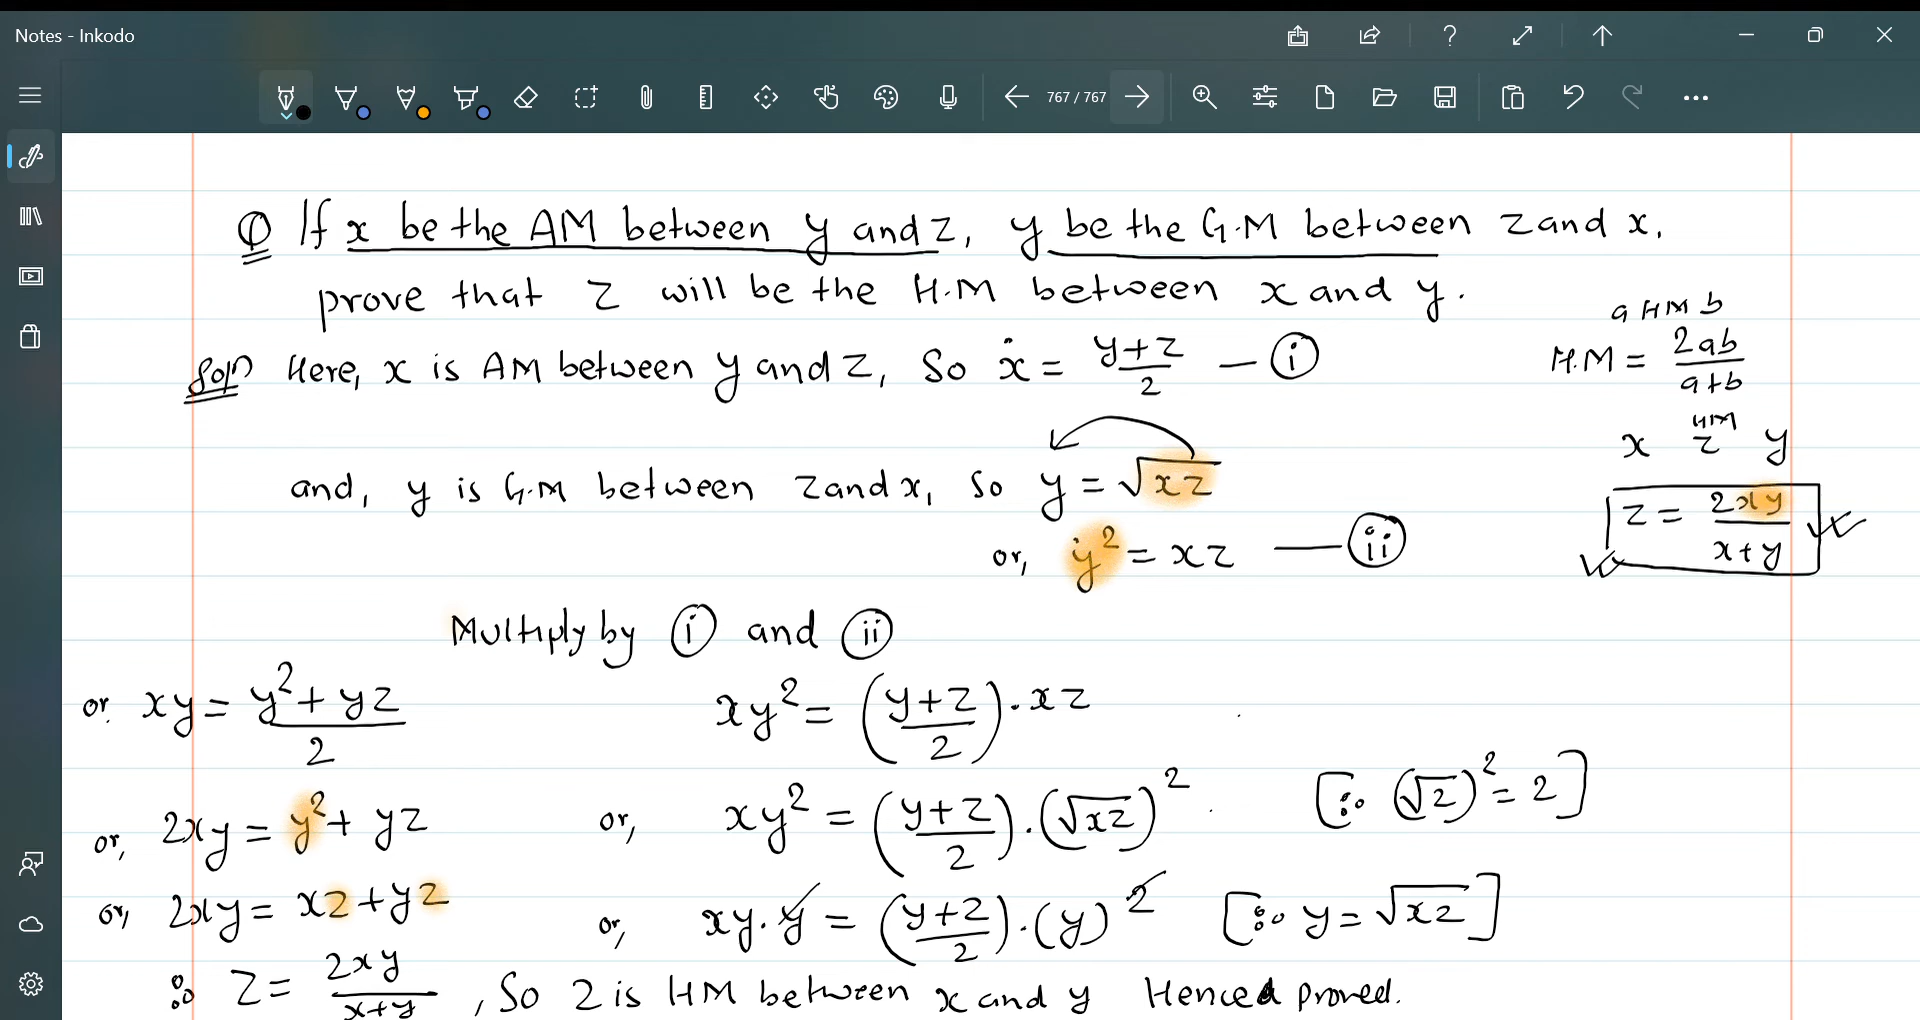 Notes - Inkodo
767 / 767
Q If x be the AM between y and z, y be the G.M between z and x,
prove that z will be the H.M between x and y.
a HM b
H.M = 2ab/a+b
Solⁿ Here, x is AM between y and z, So x = y+z/2 — (i)
HM
x z y
and, y is G.M between z and x, So y = √xz
z = 2xy/x+y
or, y² = xz — (ii)
Multiply by (i) and (ii)
or xy = y²+yz/2
xy² = (y+z/2).xz
or, 2xy = y²+ yz
or, xy² = (y+z/2).(√xz)² [∵ (√2)² = 2]
or, 2xy = xz+yz
or, xy.y = (y+z/2).(y)² [∵ y = √xz]
∴ z = 2xy/x+y , So z is HM between x and y Hence proved.